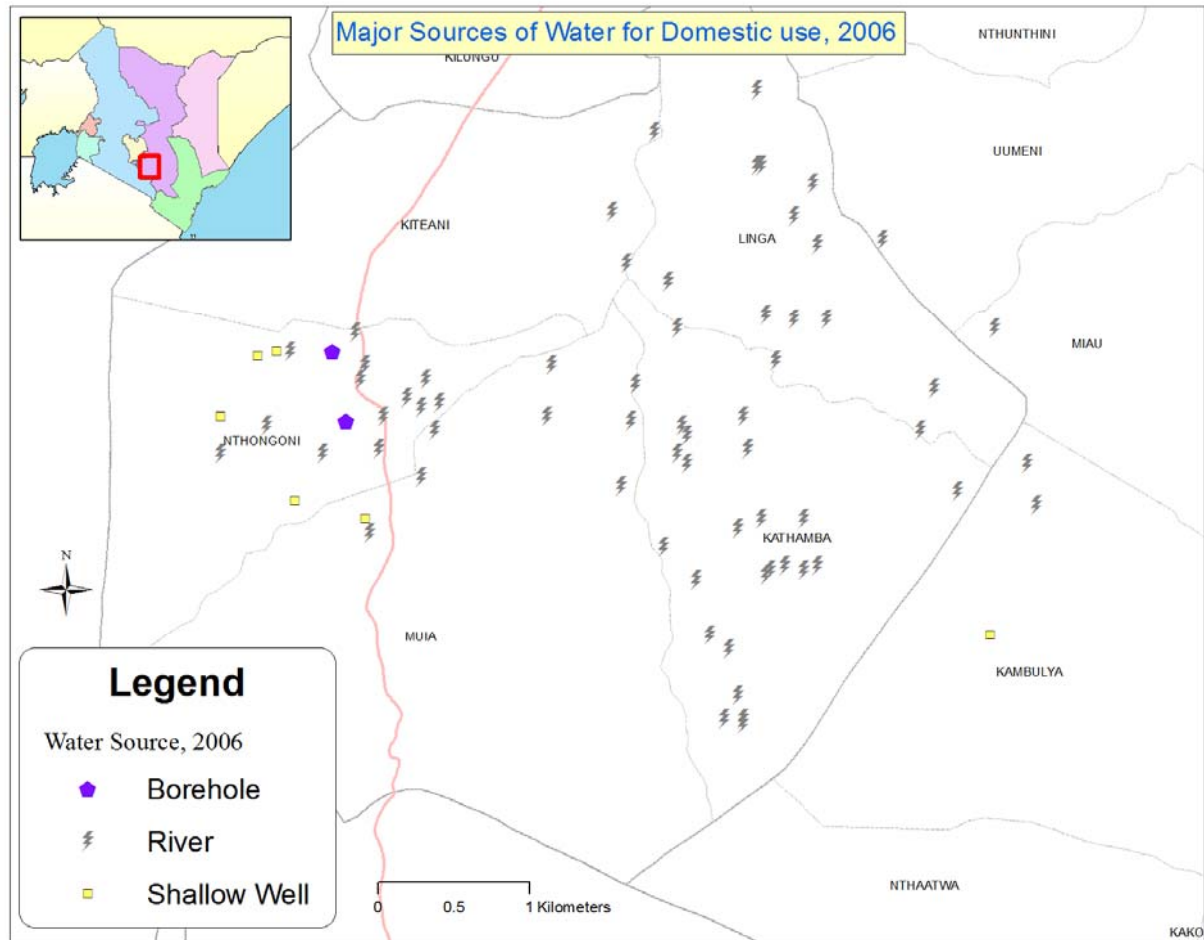 Major Sources of Water for Domestic use, 2006
NTHUNTHINI
KILUNGU
UUMENI
KITEANI
LINGA
MIAU
NTHONGONI
KATHAMBA
N
MUIA
KAMBULYA
Legend
Water Source, 2006
Borehole
River
Shallow Well
0 0.5 1 Kilometers
NTHAATWA
KAKO